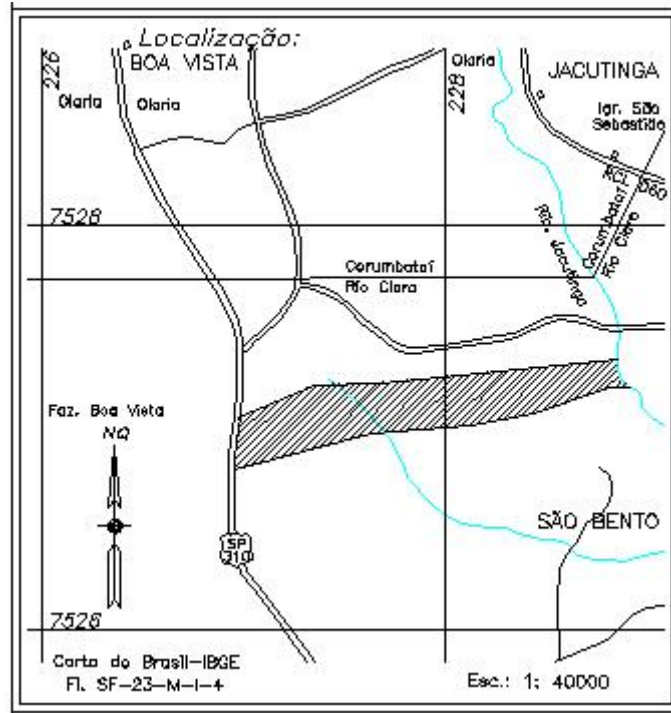 Localização:
BOA VISTA
226
Olaria
Olaria
228
Olaria
JACUTINGA
Igr. São
Sebastião
RCL 060
7528
Corumbataí
Rio Claro
Rib. Jacutinga
Corumbataí
Rio Claro
Faz. Boa Vista
NQ
SÃO BENTO
SP
310
7526
Carta do Brasil-IBGE
Fl. SF-23-M-I-4
Esc.: 1: 40000